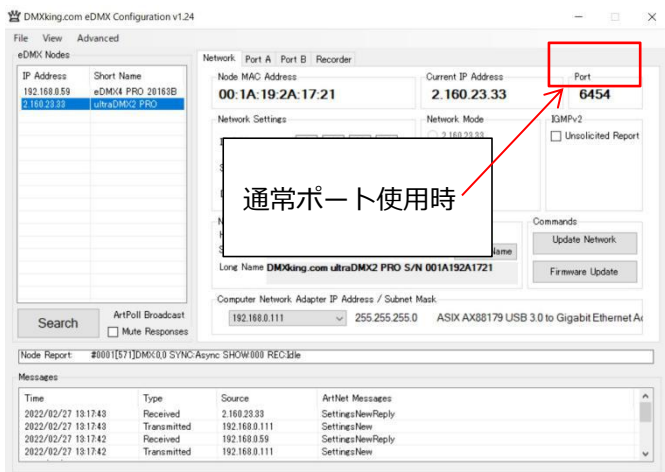 DMXking.com eDMX Configuration v1.24
File View Advanced
eDMX Nodes
IP Address Short Name
192.168.0.59 eDMX4 PRO 20163B
2.160.23.33 ultraDMX2 PRO
Search
ArtPoll Broadcast
Mute Responses
Network Port A Port B Recorder
Node MAC Address
00:1A:19:2A:17:21
Current IP Address
2.160.23.33
Port
6454
Network Settings
Network Mode
2.160.23.33
IGMPv2
Unsolicited Report
通常ポート使用時
Commands
Update Network
Firmware Update
Name
Long Name DMXking.com ultraDMX2 PRO S/N 001A192A1721
Computer Network Adapter IP Address / Subnet Mask
192.168.0.111 255.255.255.0 ASIX AX88179 USB 3.0 to Gigabit Ethernet
Node Report: #0001[571]DMX:0,0 SYNC:Async SHOW:000 REC:Idle
Messages
Time Type Source ArtNet Messages
2022/02/27 13:17:43 Received 2.160.23.33 SettingsNewReply
2022/02/27 13:17:43 Transmitted 192.168.0.111 SettingsNew
2022/02/27 13:17:42 Received 192.168.0.59 SettingsNewReply
2022/02/27 13:17:42 Transmitted 192.168.0.111 SettingsNew